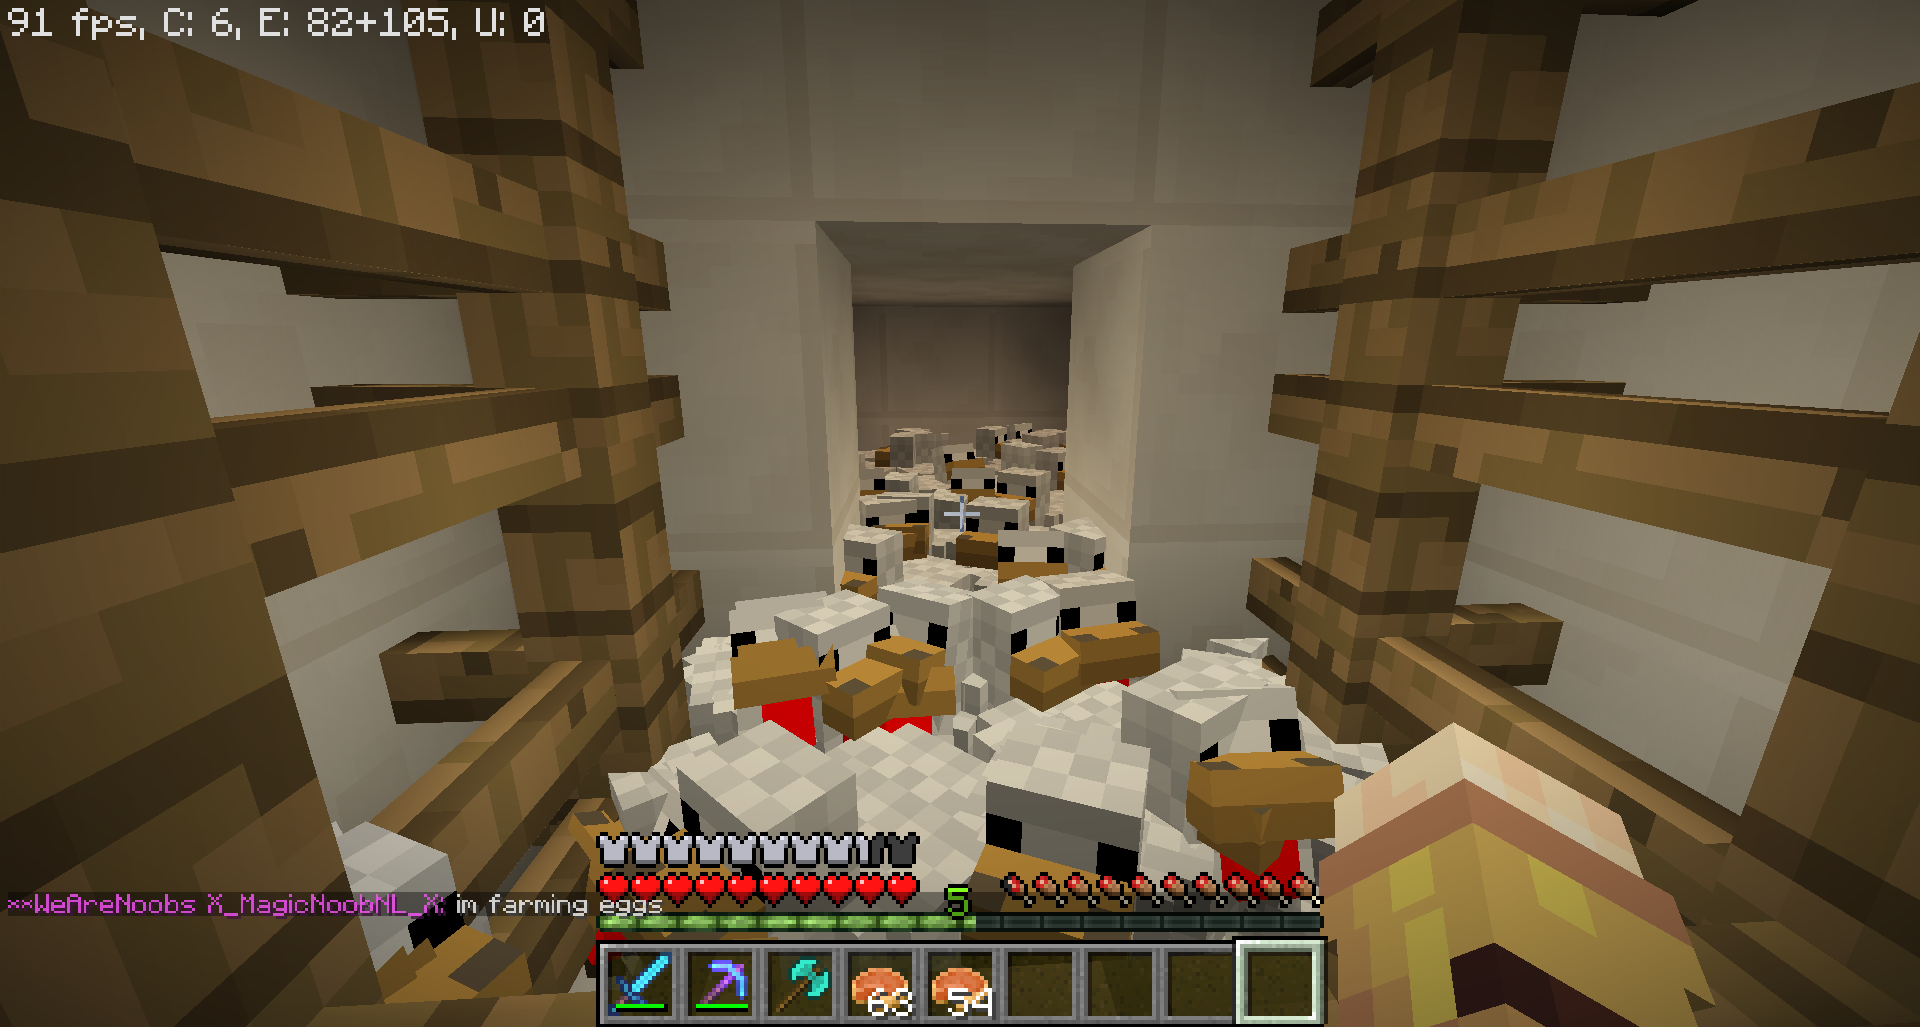 91 fps, C: 6, E: 82+105, U: 0
**WeAreNoobs X_MagicNoobNL_X: im farming eggs
5
63 54